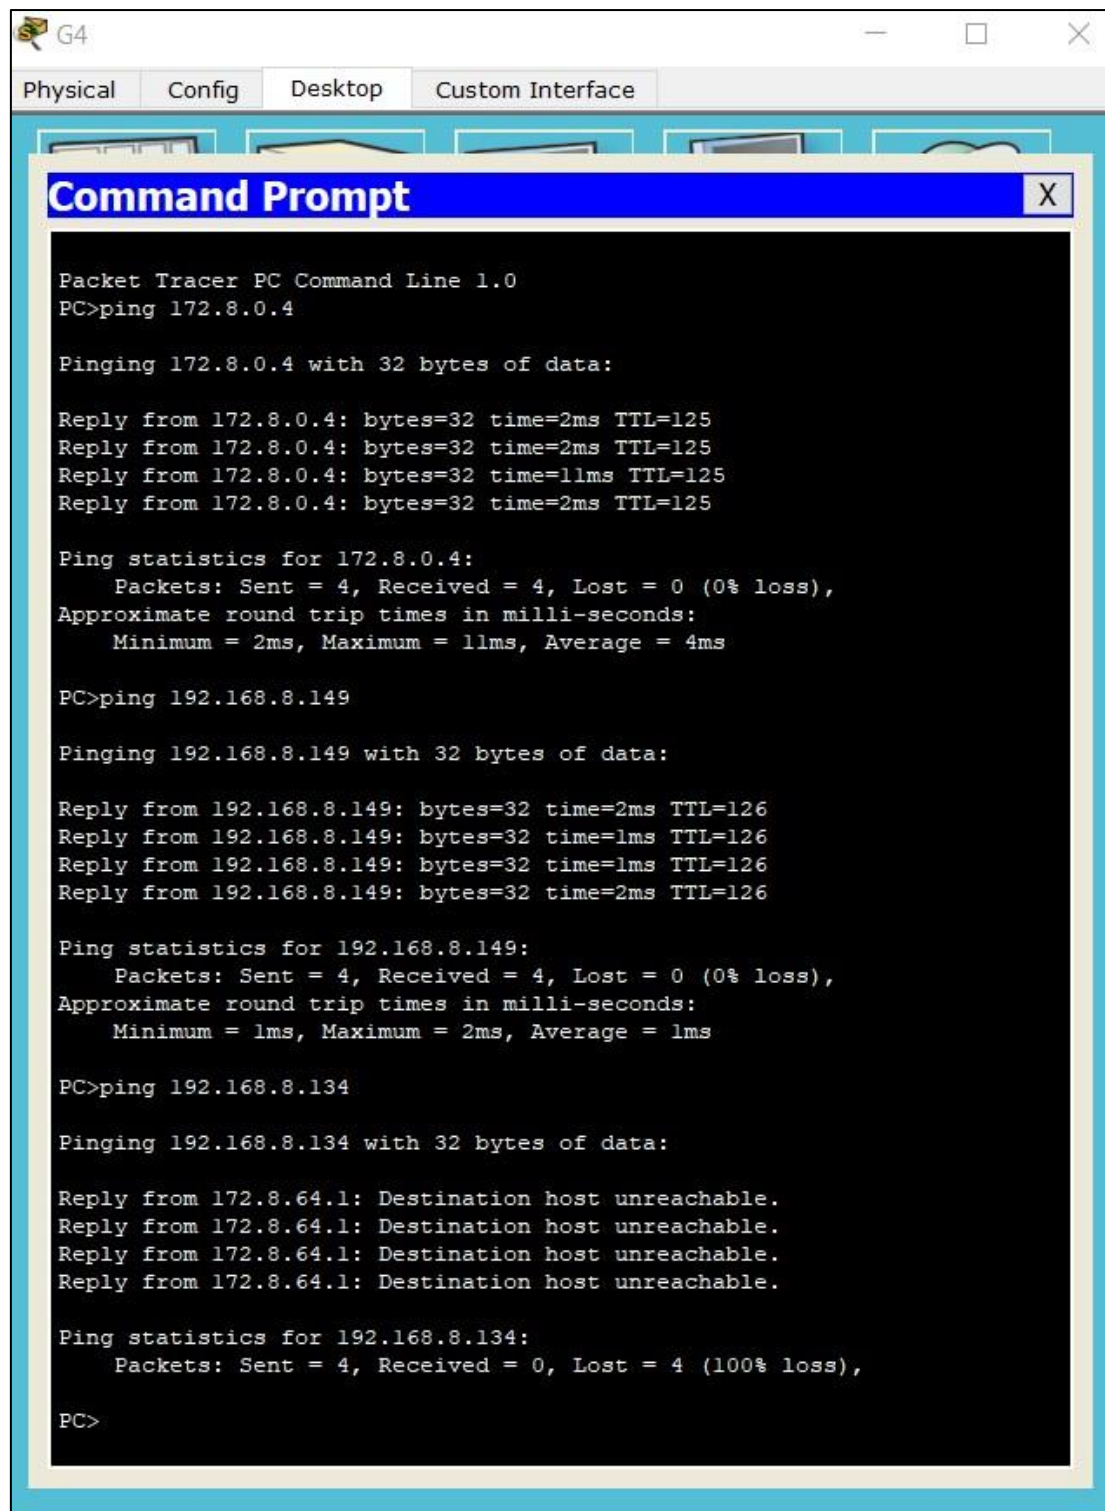 G4
Physical Config Desktop Custom Interface
Command Prompt X
Packet Tracer PC Command Line 1.0
PC>ping 172.8.0.4
Pinging 172.8.0.4 with 32 bytes of data:
Reply from 172.8.0.4: bytes=32 time=2ms TTL=125
Reply from 172.8.0.4: bytes=32 time=2ms TTL=125
Reply from 172.8.0.4: bytes=32 time=11ms TTL=125
Reply from 172.8.0.4: bytes=32 time=2ms TTL=125
Ping statistics for 172.8.0.4:
    Packets: Sent = 4, Received = 4, Lost = 0 (0% loss),
Approximate round trip times in milli-seconds:
    Minimum = 2ms, Maximum = 11ms, Average = 4ms
PC>ping 192.168.8.149
Pinging 192.168.8.149 with 32 bytes of data:
Reply from 192.168.8.149: bytes=32 time=2ms TTL=126
Reply from 192.168.8.149: bytes=32 time=1ms TTL=126
Reply from 192.168.8.149: bytes=32 time=1ms TTL=126
Reply from 192.168.8.149: bytes=32 time=2ms TTL=126
Ping statistics for 192.168.8.149:
    Packets: Sent = 4, Received = 4, Lost = 0 (0% loss),
Approximate round trip times in milli-seconds:
    Minimum = 1ms, Maximum = 2ms, Average = 1ms
PC>ping 192.168.8.134
Pinging 192.168.8.134 with 32 bytes of data:
Reply from 172.8.64.1: Destination host unreachable.
Reply from 172.8.64.1: Destination host unreachable.
Reply from 172.8.64.1: Destination host unreachable.
Reply from 172.8.64.1: Destination host unreachable.
Ping statistics for 192.168.8.134:
    Packets: Sent = 4, Received = 0, Lost = 4 (100% loss),
PC>